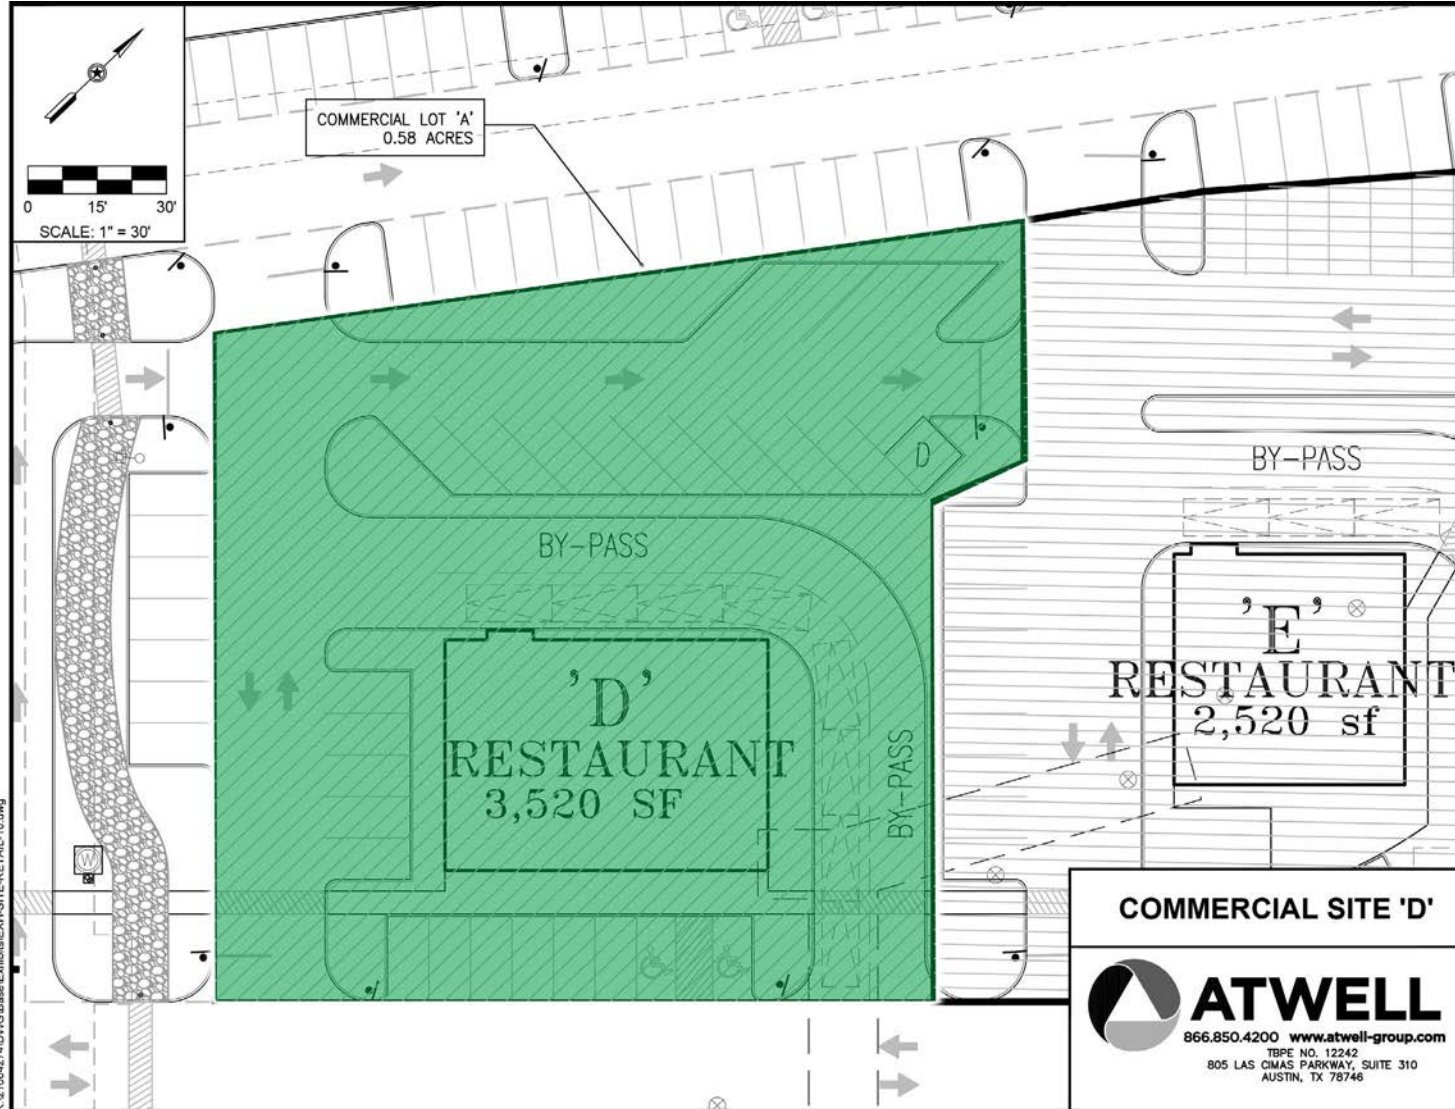 COMMERCIAL LOT 'A'
0.58 ACRES
0 15' 30'
SCALE: 1" = 30'
D
BY-PASS
BY-PASS
'D'
RESTAURANT
3,520 SF
BY-PASS
'E'
RESTAURANT
2,520 sf
W
COMMERCIAL SITE 'D'
ATWELL
866.850.4200 www.atwell-group.com
TBPE NO. 12242
805 LAS CIMAS PARKWAY, SUITE 310
AUSTIN, TX 78746